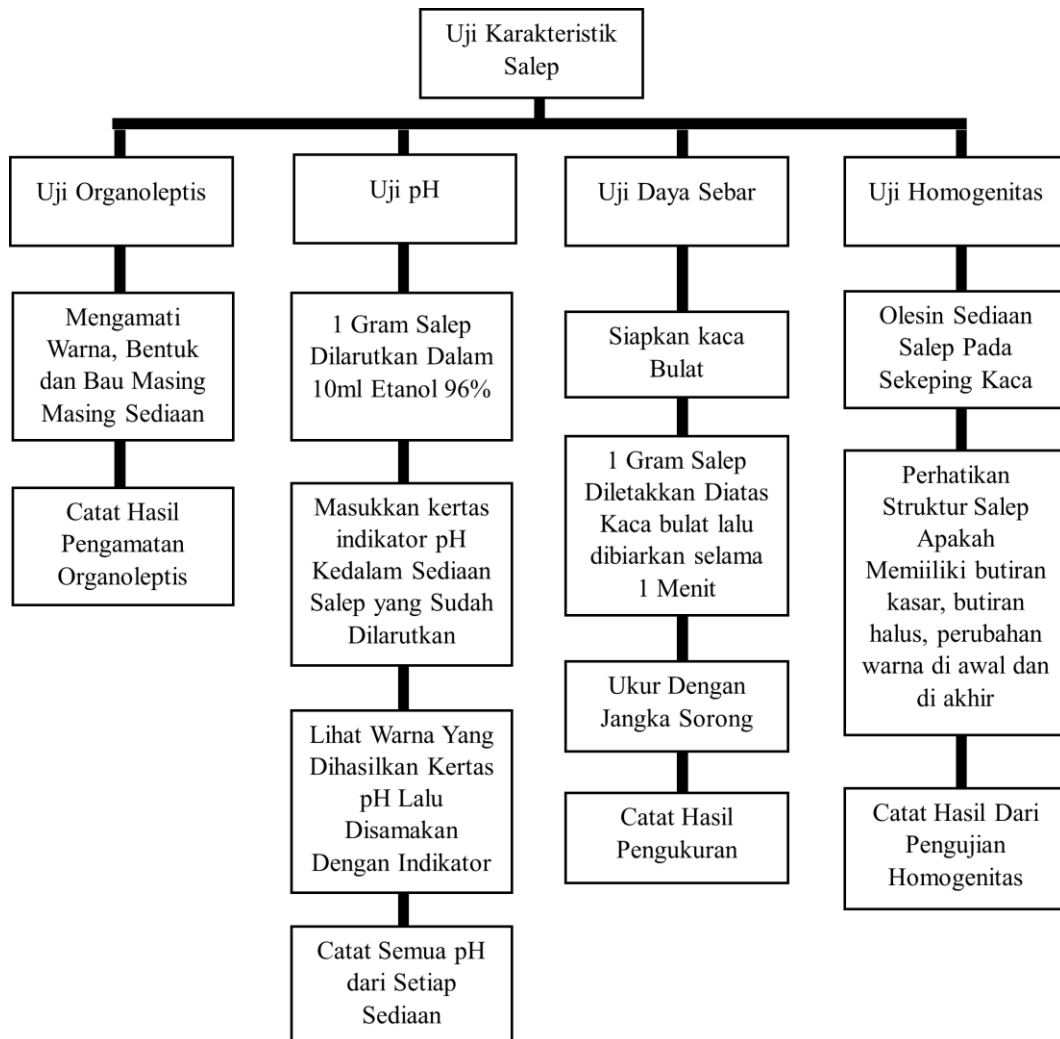 Uji Karakteristik
Salep
Uji Organoleptis
Mengamati
Warna, Bentuk
dan Bau Masing
Masing Sediaan
Catat Hasil
Pengamatan
Organoleptis
Uji pH
1 Gram Salep
Dilarutkan Dalam
10ml Etanol 96%
Masukkan kertas
indikator pH
Kedalam Sediaan
Salep yang Sudah
Dilarutkan
Lihat Warna Yang
Dihasilkan Kertas
pH Lalu
Disamakan
Dengan Indikator
Catat Semua pH
dari Setiap
Sediaan
Uji Daya Sebar
Siapkan kaca
Bulat
1 Gram Salep
Diletakkan Diatas
Kaca bulat lalu
dibiarkan selama
1 Menit
Ukur Dengan
Jangka Sorong
Catat Hasil
Pengukuran
Uji Homogenitas
Olesin Sediaan
Salep Pada
Sekeping Kaca
Perhatikan
Struktur Salep
Apakah
Memiiliki butiran
kasar, butiran
halus, perubahan
warna di awal dan
di akhir
Catat Hasil Dari
Pengujian
Homogenitas